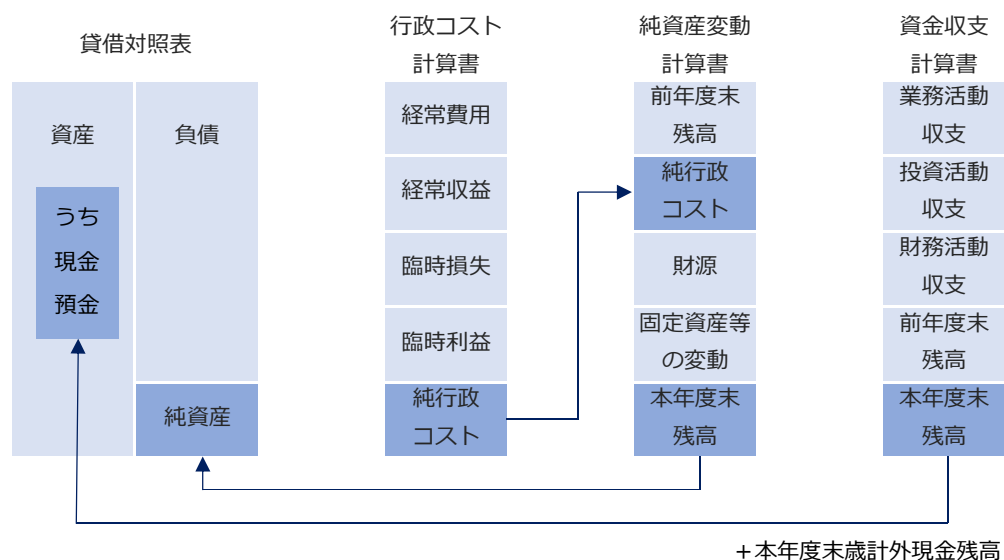 貸借対照表
資産
うち
現金
預金
負債
純資産
行政コスト
計算書
経常費用
経常収益
臨時損失
臨時利益
純行政
コスト
純資産変動
計算書
前年度末
残高
純行政
コスト
財源
固定資産等
の変動
本年度末
残高
資金収支
計算書
業務活動
収支
投資活動
収支
財務活動
収支
前年度末
残高
本年度末
残高
＋本年度末歳計外現金残高